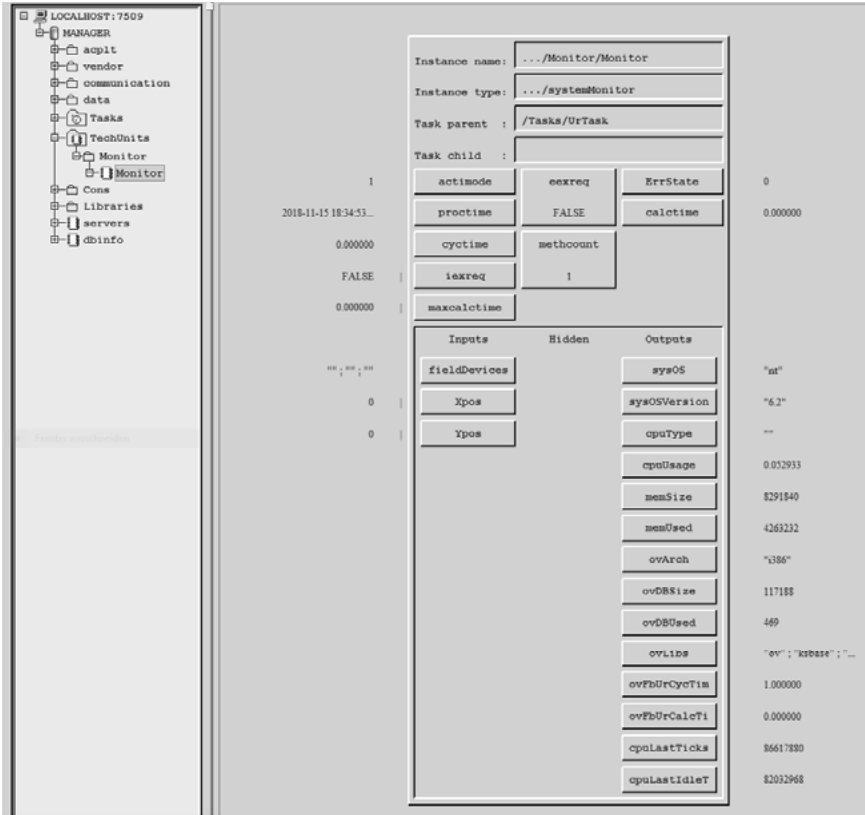 LOCALHOST:7509
MANAGER
acplt
vendor
communication
data
Tasks
TechUnits
Monitor
Monitor
Cons
Libraries
servers
dbinfo
Instance name: .../Monitor/Monitor
Instance type: .../systemMonitor
Task parent : /Tasks/UrTask
Task child :
1 actimode eexreq ErrState 0
2018-11-15 18:34:53... proctime FALSE calctime 0.000000
0.000000 cyctime methcount
FALSE | iexreq 1
0.000000 | maxcalctime
Inputs Hidden Outputs
"" ; "" ; "" fieldDevices sysOS "nt"
0 | Xpos sysOSVersion "6.2"
0 | Ypos cpuType ""
cpuUsage 0.052933
memSize 8291840
memUsed 4263232
ovArch "i386"
ovDBSize 117188
ovDBUsed 469
ovLibs "ov" ; "ksbase" ; "...
ovFbUrCycTim 1.000000
ovFbUrCalcTi 0.000000
cpuLastTicks 86617880
cpuLastIdleT 82032968